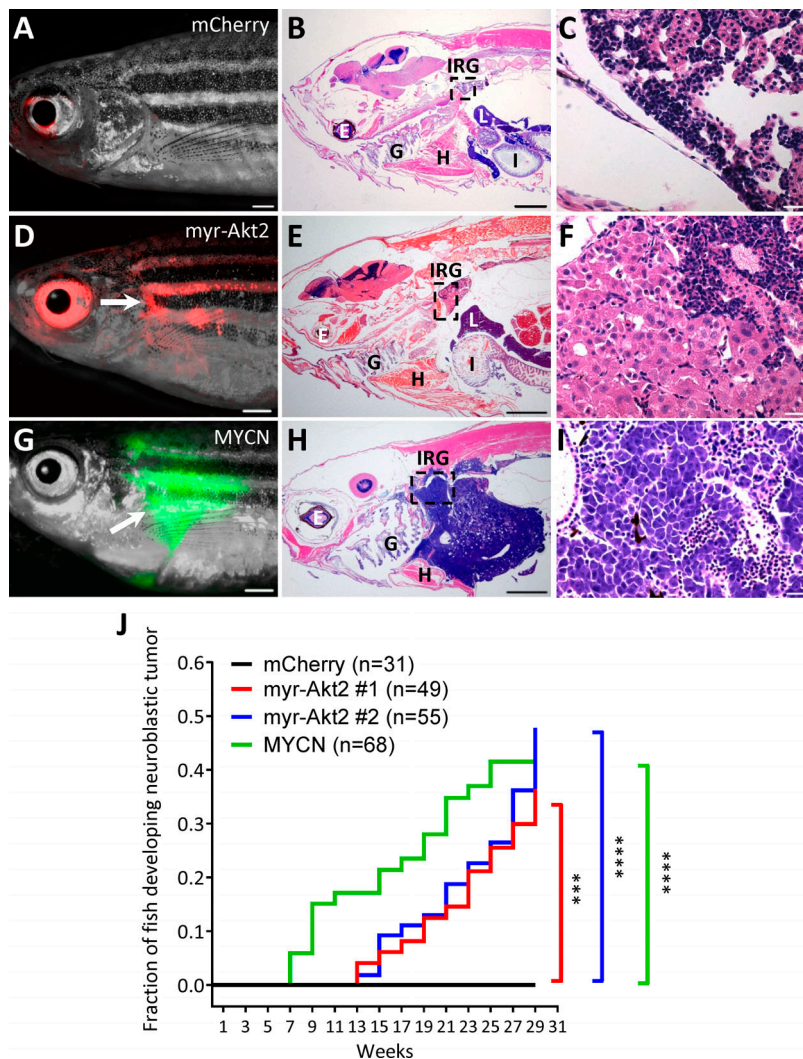 A
mCherry
B
IRG
E
L
G
H
I
C
D
myr-Akt2
E
IRG
E
L
G
H
I
F
G
MYCN
H
IRG
E
G
H
I
J
Fraction of fish developing neuroblastic tumor
0.6
0.5
0.4
0.3
0.2
0.1
0.0
mCherry (n=31)
myr-Akt2 #1 (n=49)
myr-Akt2 #2 (n=55)
MYCN (n=68)
***
****
****
1 3 5 7 9 11 13 15 17 19 21 23 25 27 29 31
Weeks